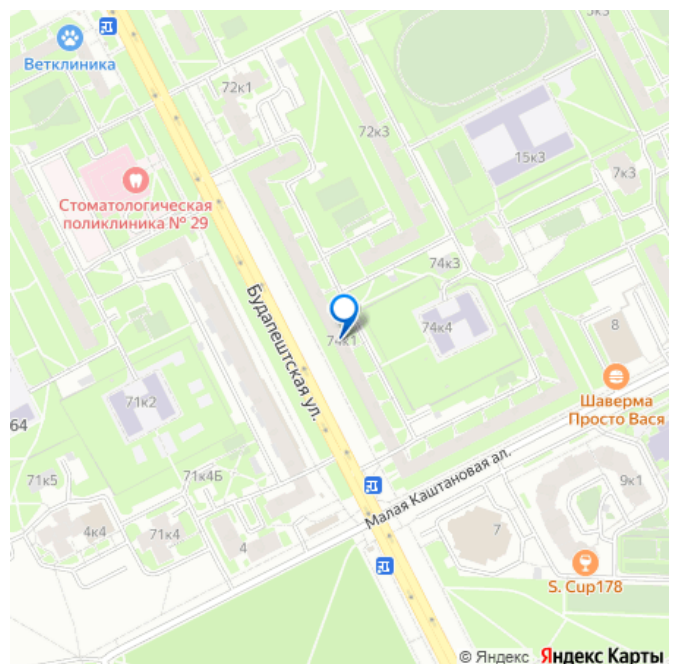 5к3
Ветклиника
72к1
72к3
15к3
7к3
Стоматологическая
поликлиника № 29
74к3
Будапештская ул.
74к4
8
74к1
Шаверма
Просто Вася
71к2
64
Малая Каштановая ал.
71к5
71к4Б
9к1
4к4
71к4
4
7
S. Cup178
© Яндекс Яндекс Карты